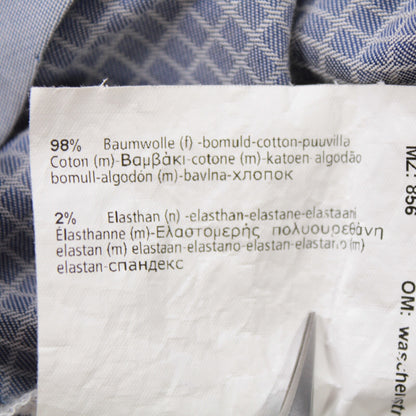 98% Baumwolle (f) -bomuld-cotton-puuvilla
Coton (m)-Βαμβάκι-cotone (m)-katoen-algodão
bomull-algodón (m)-bavlna-хлопок
2% Elasthan (n) -elasthan-elastane-elastaani
Élasthanne (m)-Ελαστομερής πολυουρεθάνη
elastan (m) elastaan-elastano-elastan-elastano (m)
elastan-спандекс
MZ: 856
OM: